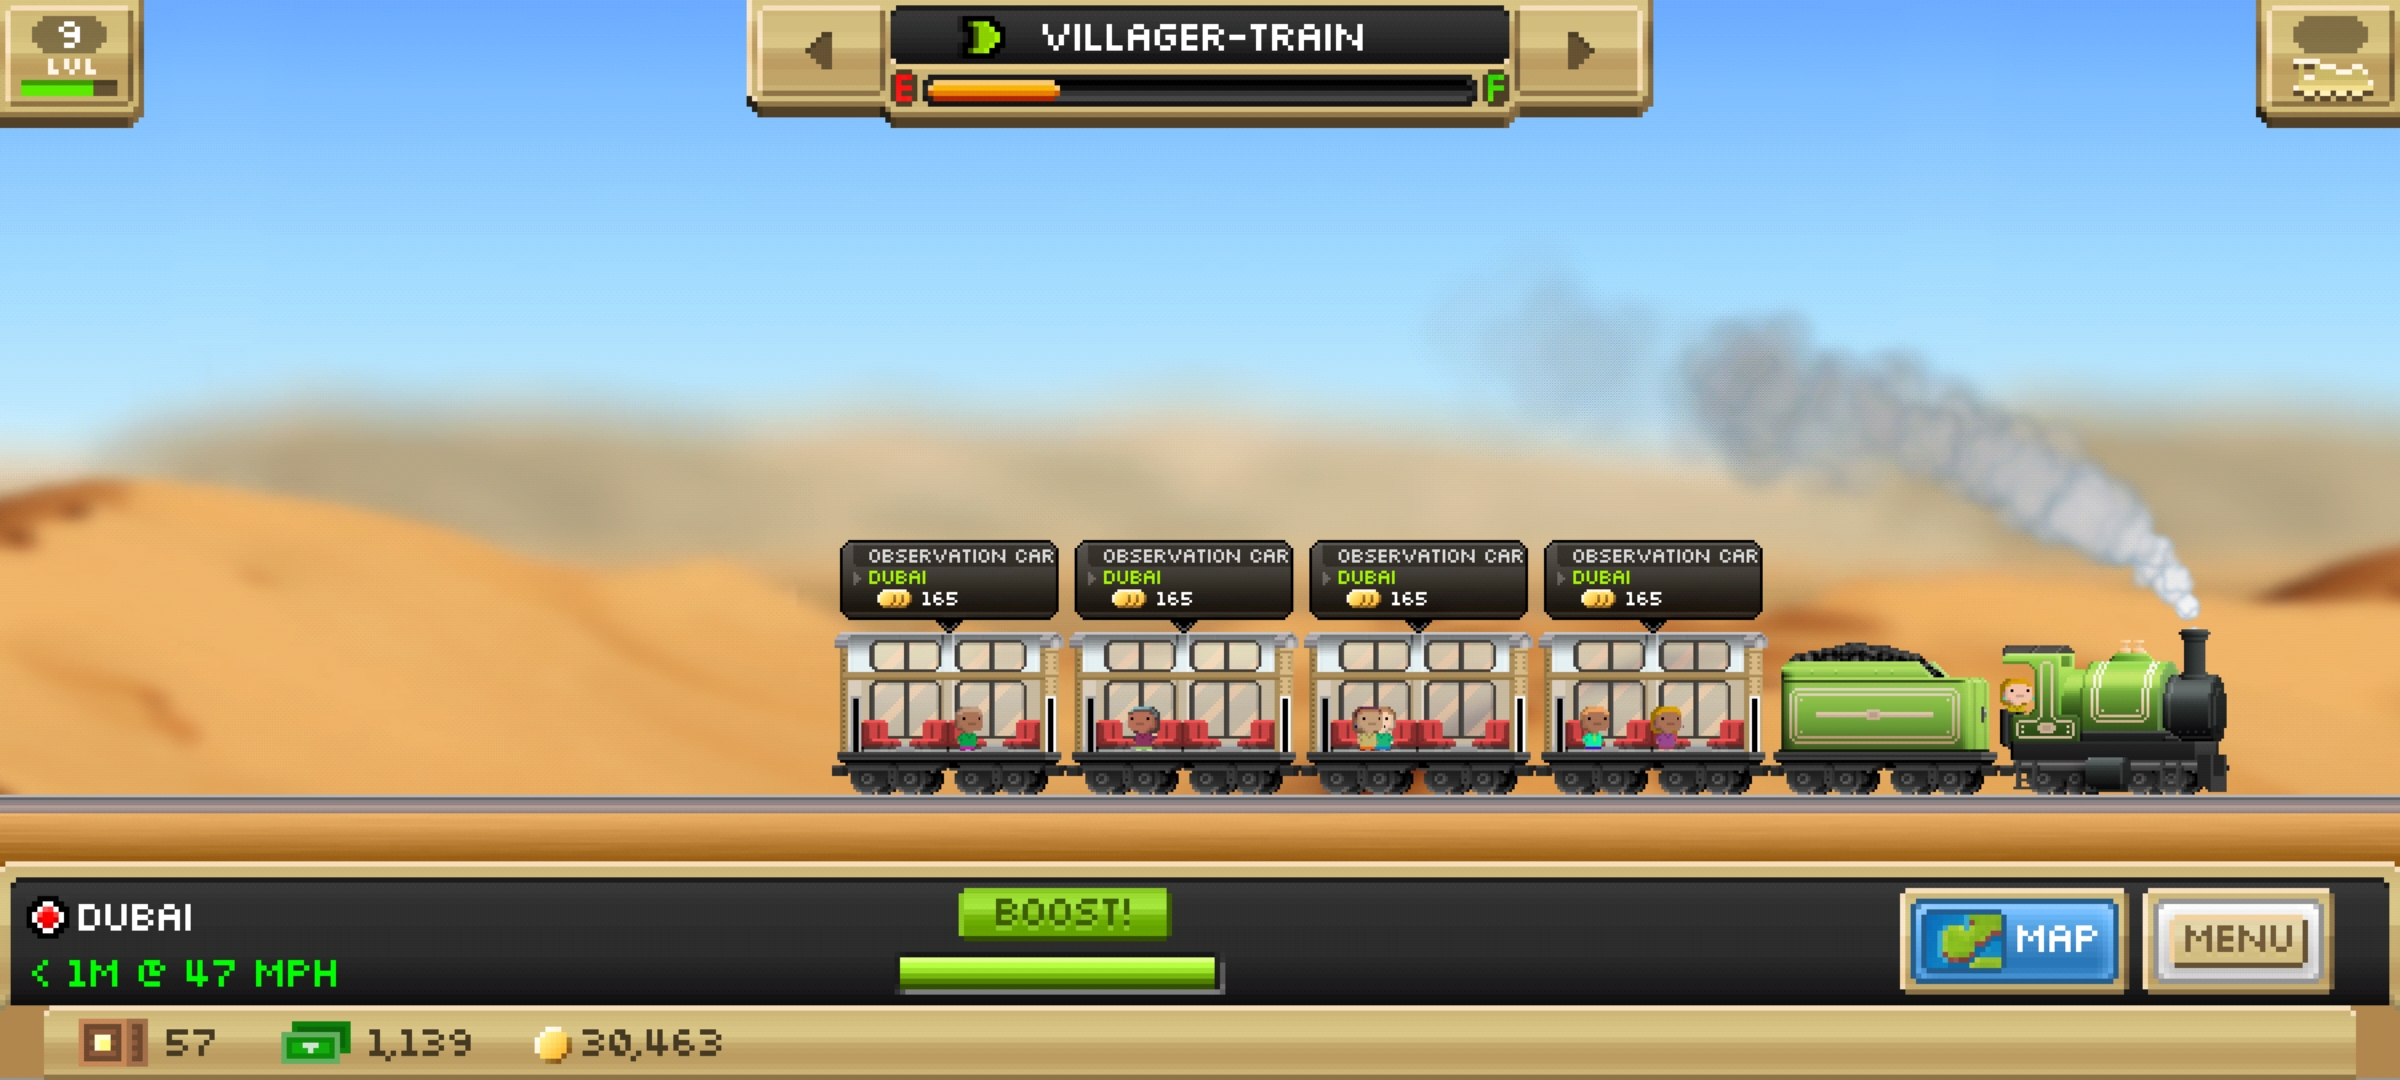 9
LVL
VILLAGER-TRAIN
E F
OBSERVATION CAR
DUBAI
165
OBSERVATION CAR
DUBAI
165
OBSERVATION CAR
DUBAI
165
OBSERVATION CAR
DUBAI
165
DUBAI
< 1M @ 47 MPH
BOOST!
MAP
MENU
57
1,139
30,463